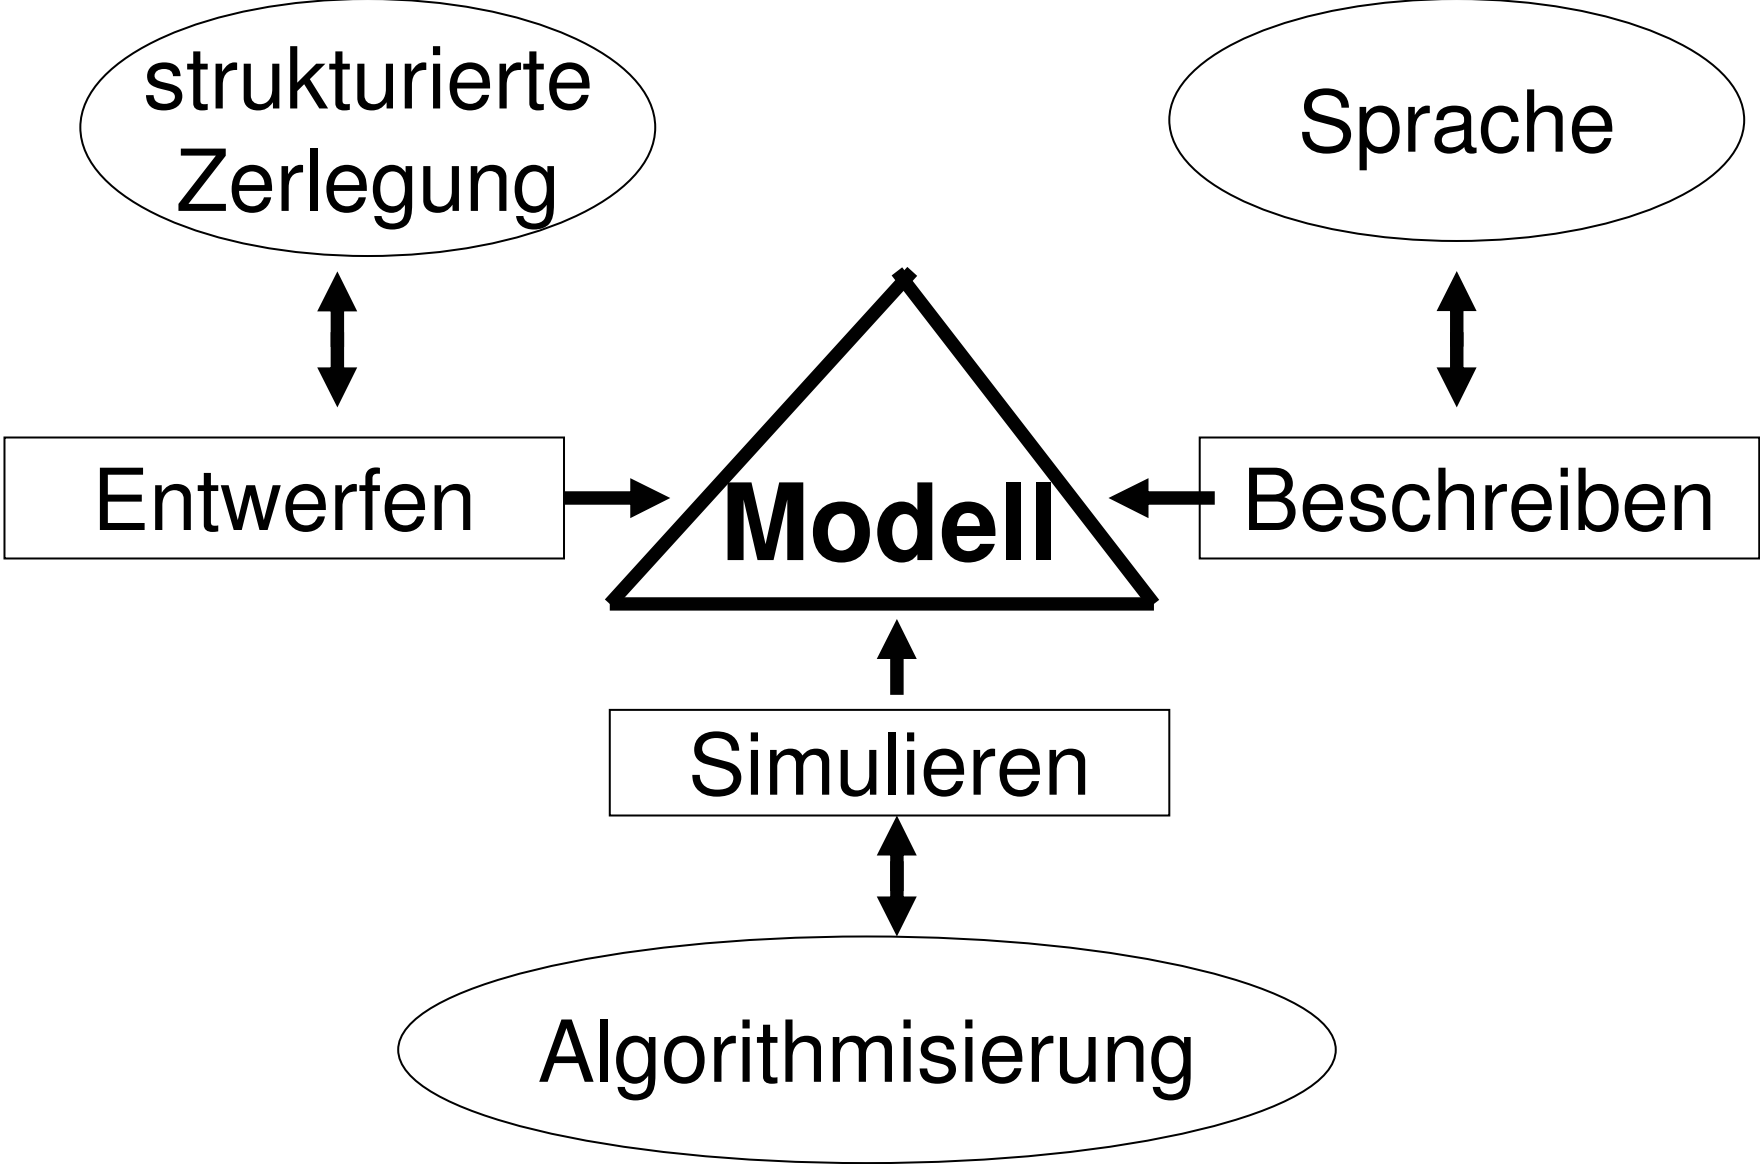 strukturierte
Zerlegung
Sprache
Entwerfen
Modell
Beschreiben
Simulieren
Algorithmisierung